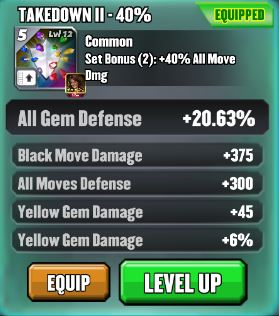 TAKEDOWN II - 40%
EQUIPPED
5
Lvl 12
Common
Set Bonus (2): +40% All Move
Dmg
All Gem Defense +20.63%
Black Move Damage +375
All Moves Defense +300
Yellow Gem Damage +45
Yellow Gem Damage +6%
EQUIP
LEVEL UP